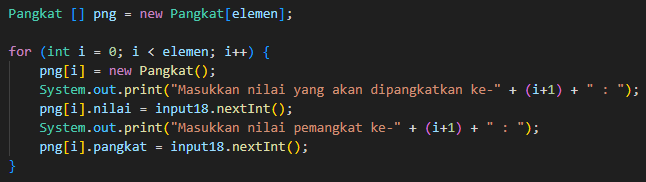 Pangkat [] png = new Pangkat[elemen];
for (int i = 0; i < elemen; i++) {
png[i] = new Pangkat();
System.out.print("Masukkan nilai yang akan dipangkatkan ke-" + (i+1) + " : ");
png[i].nilai = input18.nextInt();
System.out.print("Masukkan nilai pemangkat ke-" + (i+1) + " : ");
png[i].pangkat = input18.nextInt();
}